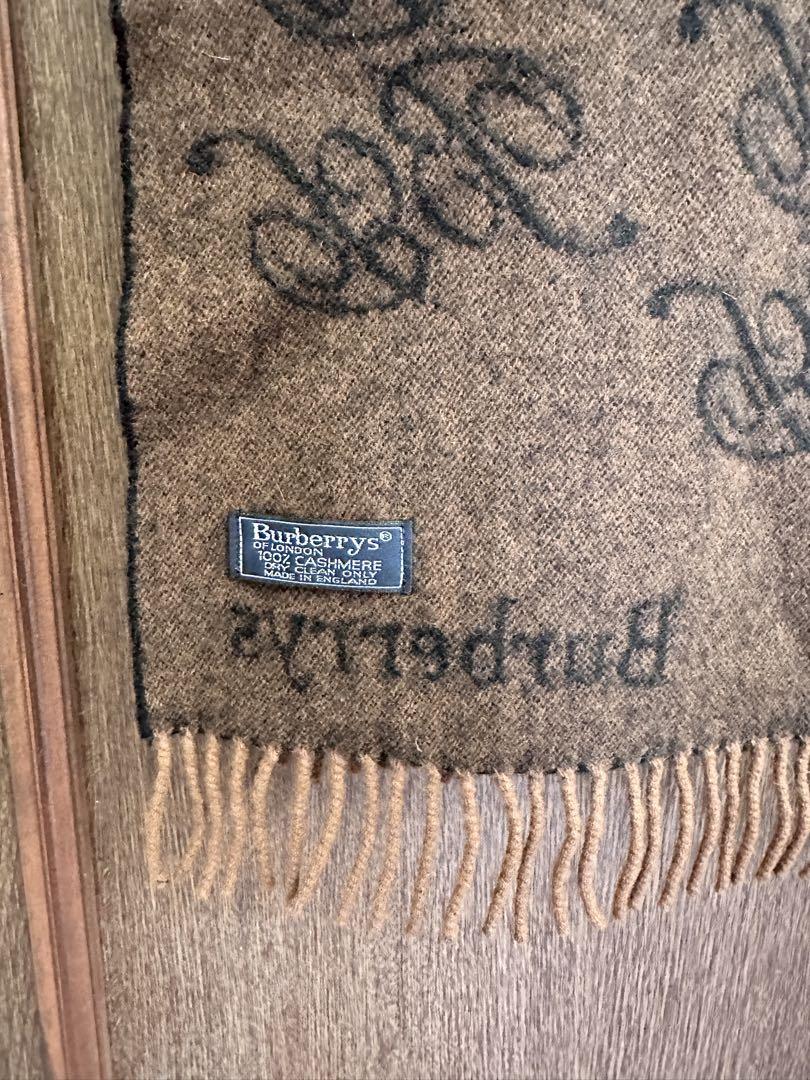 Burberrys®
OF LONDON
100% CASHMERE
DRY CLEAN ONLY
MADE IN ENGLAND
Burberrys